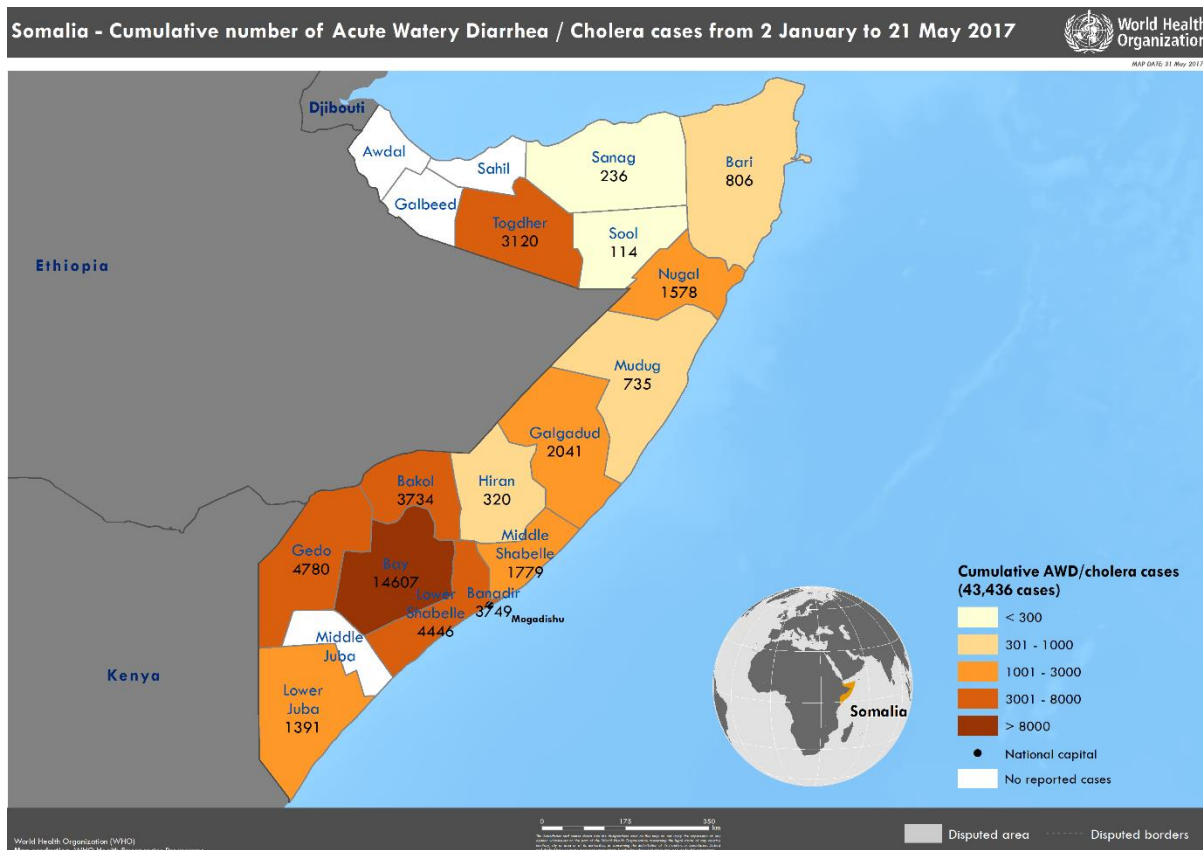 Somalia - Cumulative number of Acute Watery Diarrhea / Cholera cases from 2 January to 21 May 2017
World Health
Organization
MAP DATE: 31 May 2017
Djibouti
Awdal
Sahil
Galbeed
Togdher
3120
Sanag
236
Sool
114
Bari
806
Ethiopia
Nugal
1578
Mudug
735
Galgadud
2041
Hiran
320
Bakol
3734
Gedo
4780
Bay
14607
Middle
Shabelle
1779
Banadir
3749
Mogadishu
Lower
Shabelle
4446
Middle
Juba
Kenya
Lower
Juba
1391
Somalia
Cumulative AWD/cholera cases
(43,436 cases)
< 300
301 - 1000
1001 - 3000
3001 - 8000
> 8000
National capital
No reported cases
0 175 350
km
World Health Organization (WHO)
Disputed area
Disputed borders